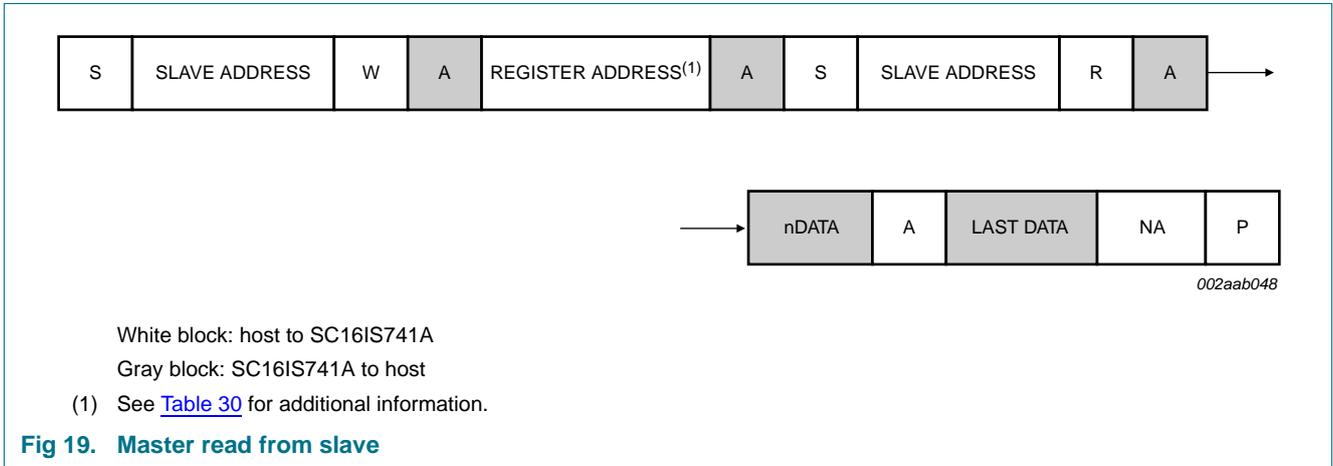 S SLAVE ADDRESS W A REGISTER ADDRESS(1) A S SLAVE ADDRESS R A
nDATA A LAST DATA NA P
002aab048
White block: host to SC16IS741A
Gray block: SC16IS741A to host
(1) See Table 30 for additional information.
Fig 19. Master read from slave